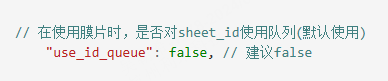 // 在使用膜片时，是否对sheet_id使用队列(默认使用)
"use_id_queue": false, // 建议false